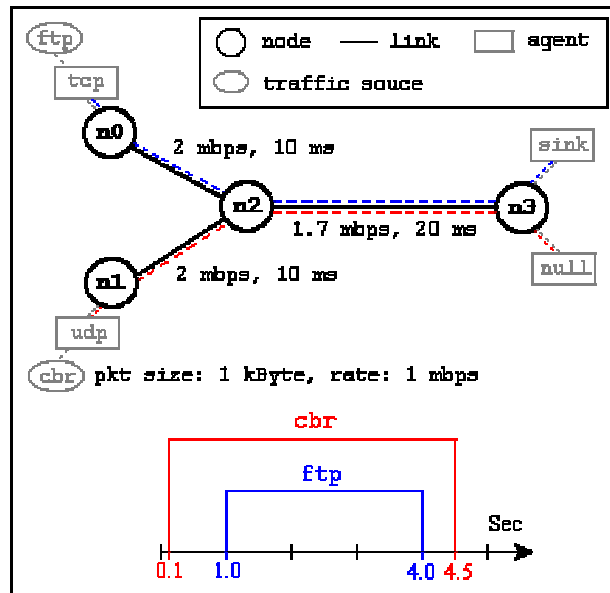 ftp
node
link
agent
traffic souce
tcp
n0
2 mbps, 10 ms
sink
n2
n3
1.7 mbps, 20 ms
n1
2 mbps, 10 ms
null
udp
cbr
pkt size: 1 kByte, rate: 1 mbps
cbr
ftp
Sec
0.1
1.0
4.0
4.5